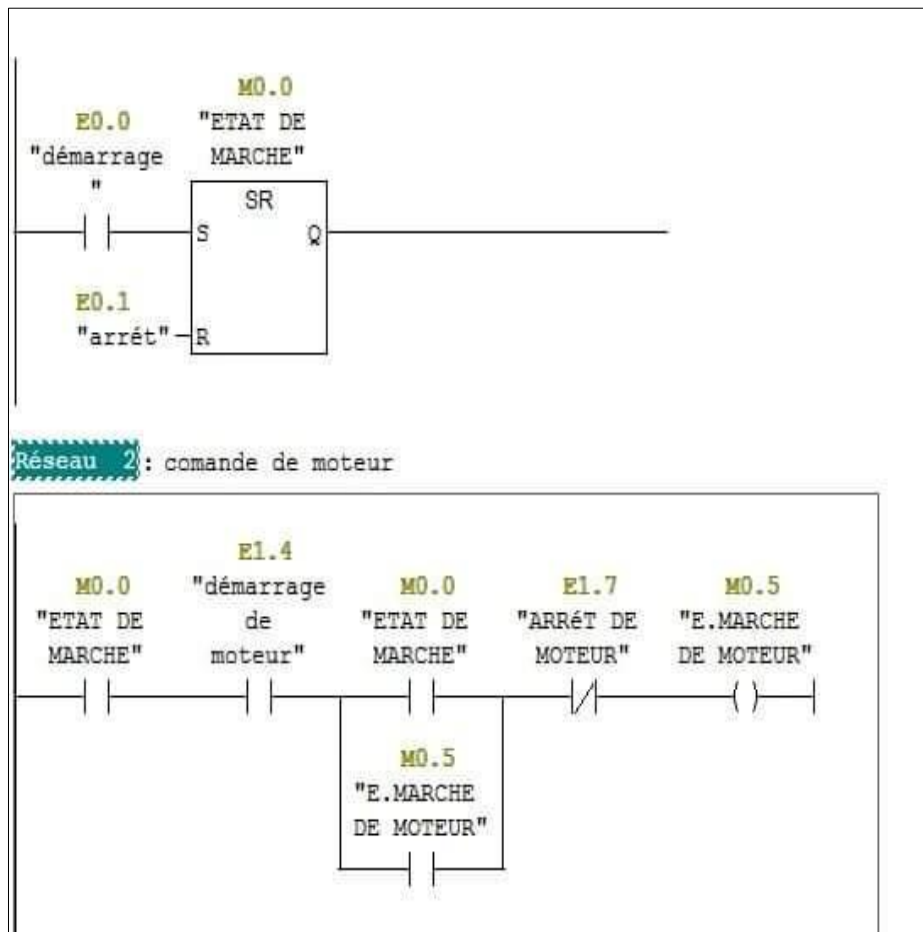 M0.0
E0.0 "ETAT DE
"démarrage MARCHE"
"
SR
S Q
E0.1
"arrét" R
Réseau 2 : comande de moteur
E1.4
M0.0 "démarrage M0.0 E1.7 M0.5
"ETAT DE de "ETAT DE "ARRéT DE "E.MARCHE
MARCHE" moteur" MARCHE" MOTEUR" DE MOTEUR"
( )
M0.5
"E.MARCHE
DE MOTEUR"